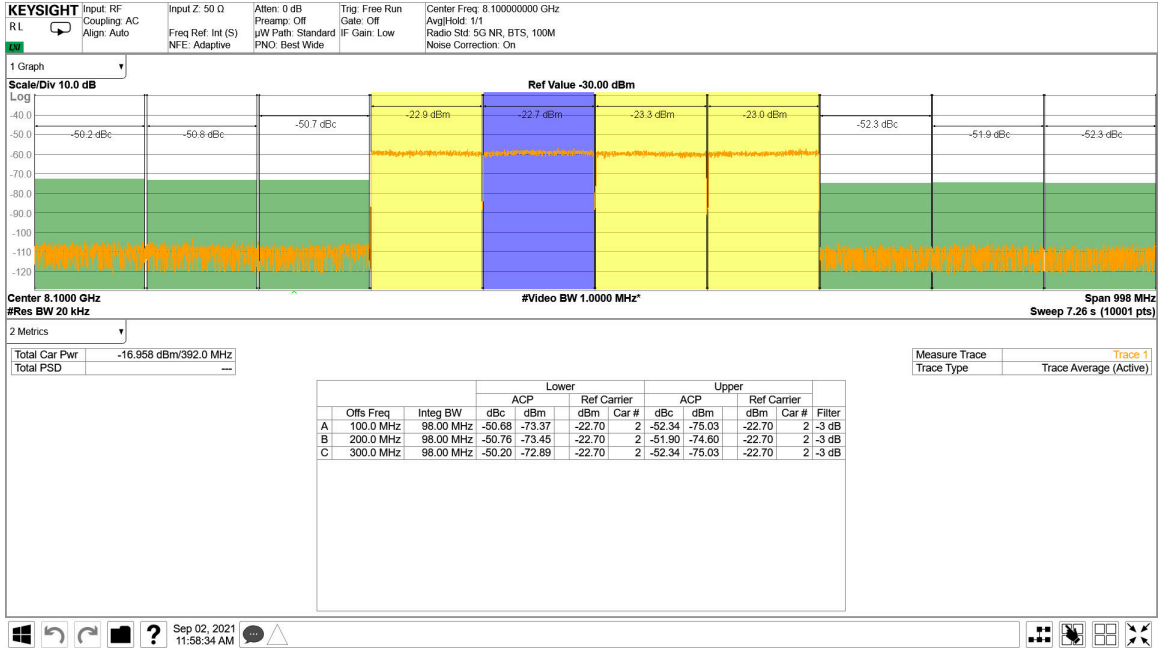 KEYSIGHT Input: RF Input Z: 50 Ω Atten: 0 dB Trig: Free Run Center Freq: 8.100000000 GHz
RL Coupling: AC Preamp: Off Gate: Off Avg|Hold: 1/1
Align: Auto Freq Ref: Int (S) µW Path: Standard IF Gain: Low Radio Std: 5G NR, BTS, 100M
LXI NFE: Adaptive PNO: Best Wide Noise Correction: On
1 Graph
Scale/Div 10.0 dB Ref Value -30.00 dBm
Log
-40.0
-50.0
-60.0
-70.0
-80.0
-90.0
-100
-110
-120
-50.2 dBc -50.8 dBc -50.7 dBc -22.9 dBm -22.7 dBm -23.3 dBm -23.0 dBm -52.3 dBc -51.9 dBc -52.3 dBc
Center 8.1000 GHz #Video BW 1.0000 MHz* Span 998 MHz
#Res BW 20 kHz Sweep 7.26 s (10001 pts)
2 Metrics
Total Car Pwr -16.958 dBm/392.0 MHz Measure Trace Trace 1
Total PSD --- Trace Type Trace Average (Active)
Lower Upper
ACP Ref Carrier ACP Ref Carrier
Offs Freq Integ BW dBc dBm dBm Car # dBc dBm dBm Car # Filter
A 100.0 MHz 98.00 MHz -50.68 -73.37 -22.70 2 -52.34 -75.03 -22.70 2 -3 dB
B 200.0 MHz 98.00 MHz -50.76 -73.45 -22.70 2 -51.90 -74.60 -22.70 2 -3 dB
C 300.0 MHz 98.00 MHz -50.20 -72.89 -22.70 2 -52.34 -75.03 -22.70 2 -3 dB
? Sep 02, 2021
11:58:34 AM